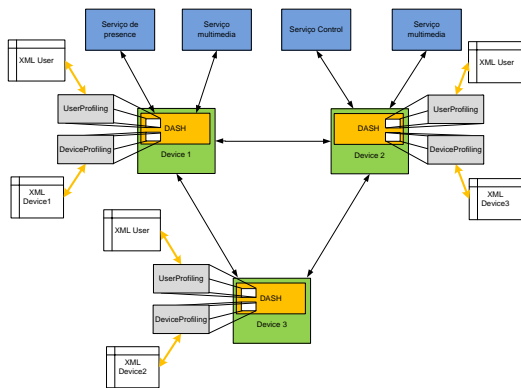 Serviço de
presence
Serviço
multimedia
Serviço Control
Serviço
multimedia
XML User
XML User
UserProfiling
UserProfiling
DASH
DASH
DeviceProfiling
DeviceProfiling
Device 1
Device 2
XML
Device1
XML
Device3
XML User
UserProfiling
DASH
DeviceProfiling
Device 3
XML
Device2